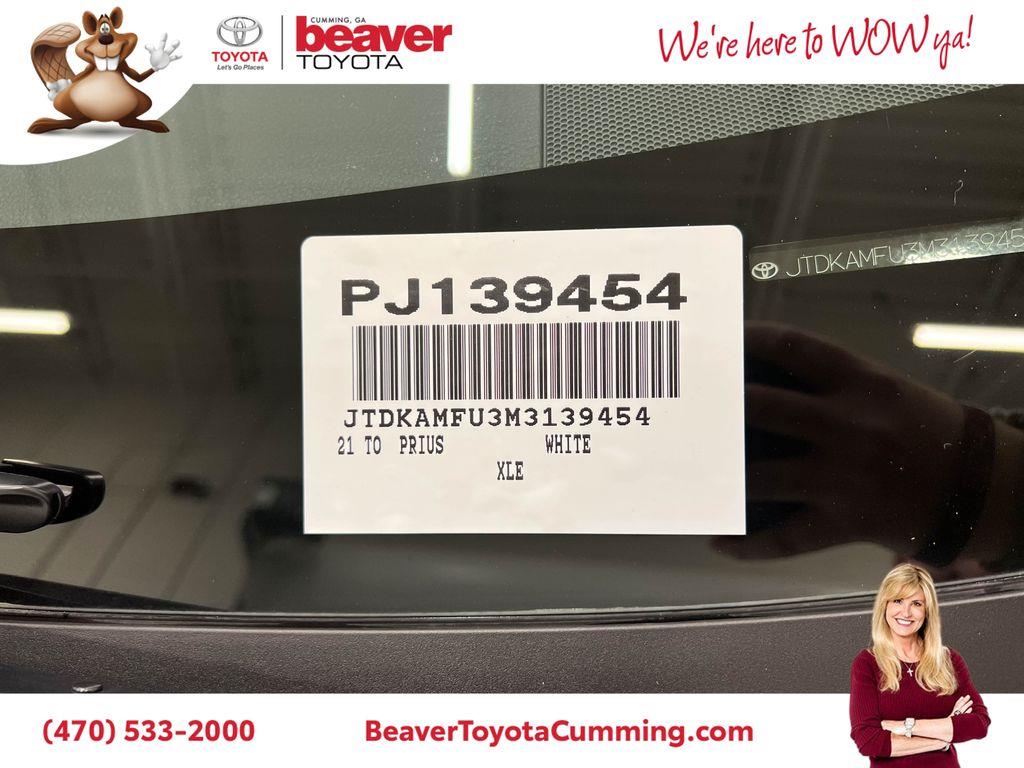 TOYOTA
Let's Go Places
CUMMING, GA
beaver
TOYOTA
We're here to WOW ya!
JTDKAMFU3M313945
PJ139454
JTDKAMFU3M3139454
21 TO PRIUS WHITE
XLE
(470) 533-2000
BeaverToyotaCumming.com